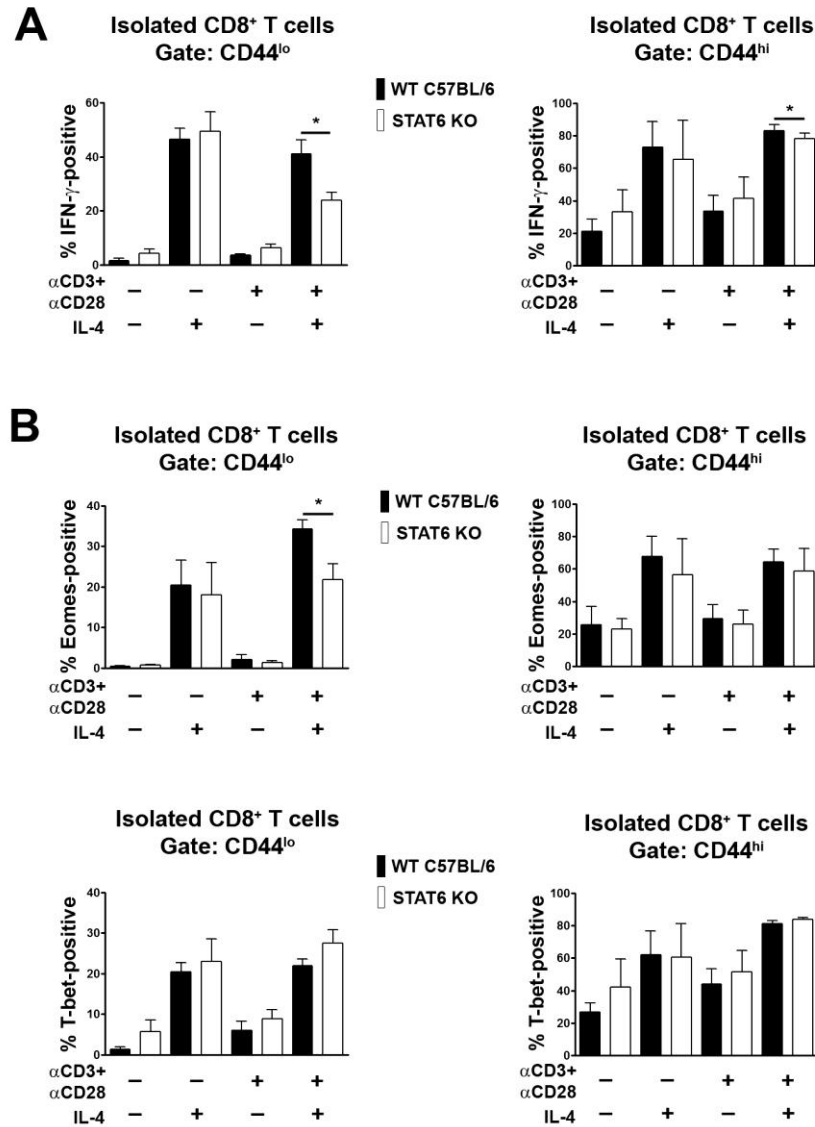 A
Isolated CD8⁺ T cells
Gate: CD44ˡᵒ
Isolated CD8⁺ T cells
Gate: CD44ʰⁱ
WT C57BL/6
STAT6 KO
% IFN-γ-positive
60
40
20
0
*
% IFN-γ-positive
100
80
60
40
20
0
*
αCD3+
αCD28
– – + +
IL-4 – + – +
αCD3+
αCD28
– – + +
IL-4 – + – +
B
Isolated CD8⁺ T cells
Gate: CD44ˡᵒ
Isolated CD8⁺ T cells
Gate: CD44ʰⁱ
WT C57BL/6
STAT6 KO
% Eomes-positive
40
30
20
10
0
*
% Eomes-positive
100
80
60
40
20
0
αCD3+
αCD28
– – + +
IL-4 – + – +
αCD3+
αCD28
– – + +
IL-4 – + – +
Isolated CD8⁺ T cells
Gate: CD44ˡᵒ
Isolated CD8⁺ T cells
Gate: CD44ʰⁱ
WT C57BL/6
STAT6 KO
% T-bet-positive
40
30
20
10
0
% T-bet-positive
100
80
60
40
20
0
αCD3+
αCD28
– – + +
IL-4 – + – +
αCD3+
αCD28
– – + +
IL-4 – + – +